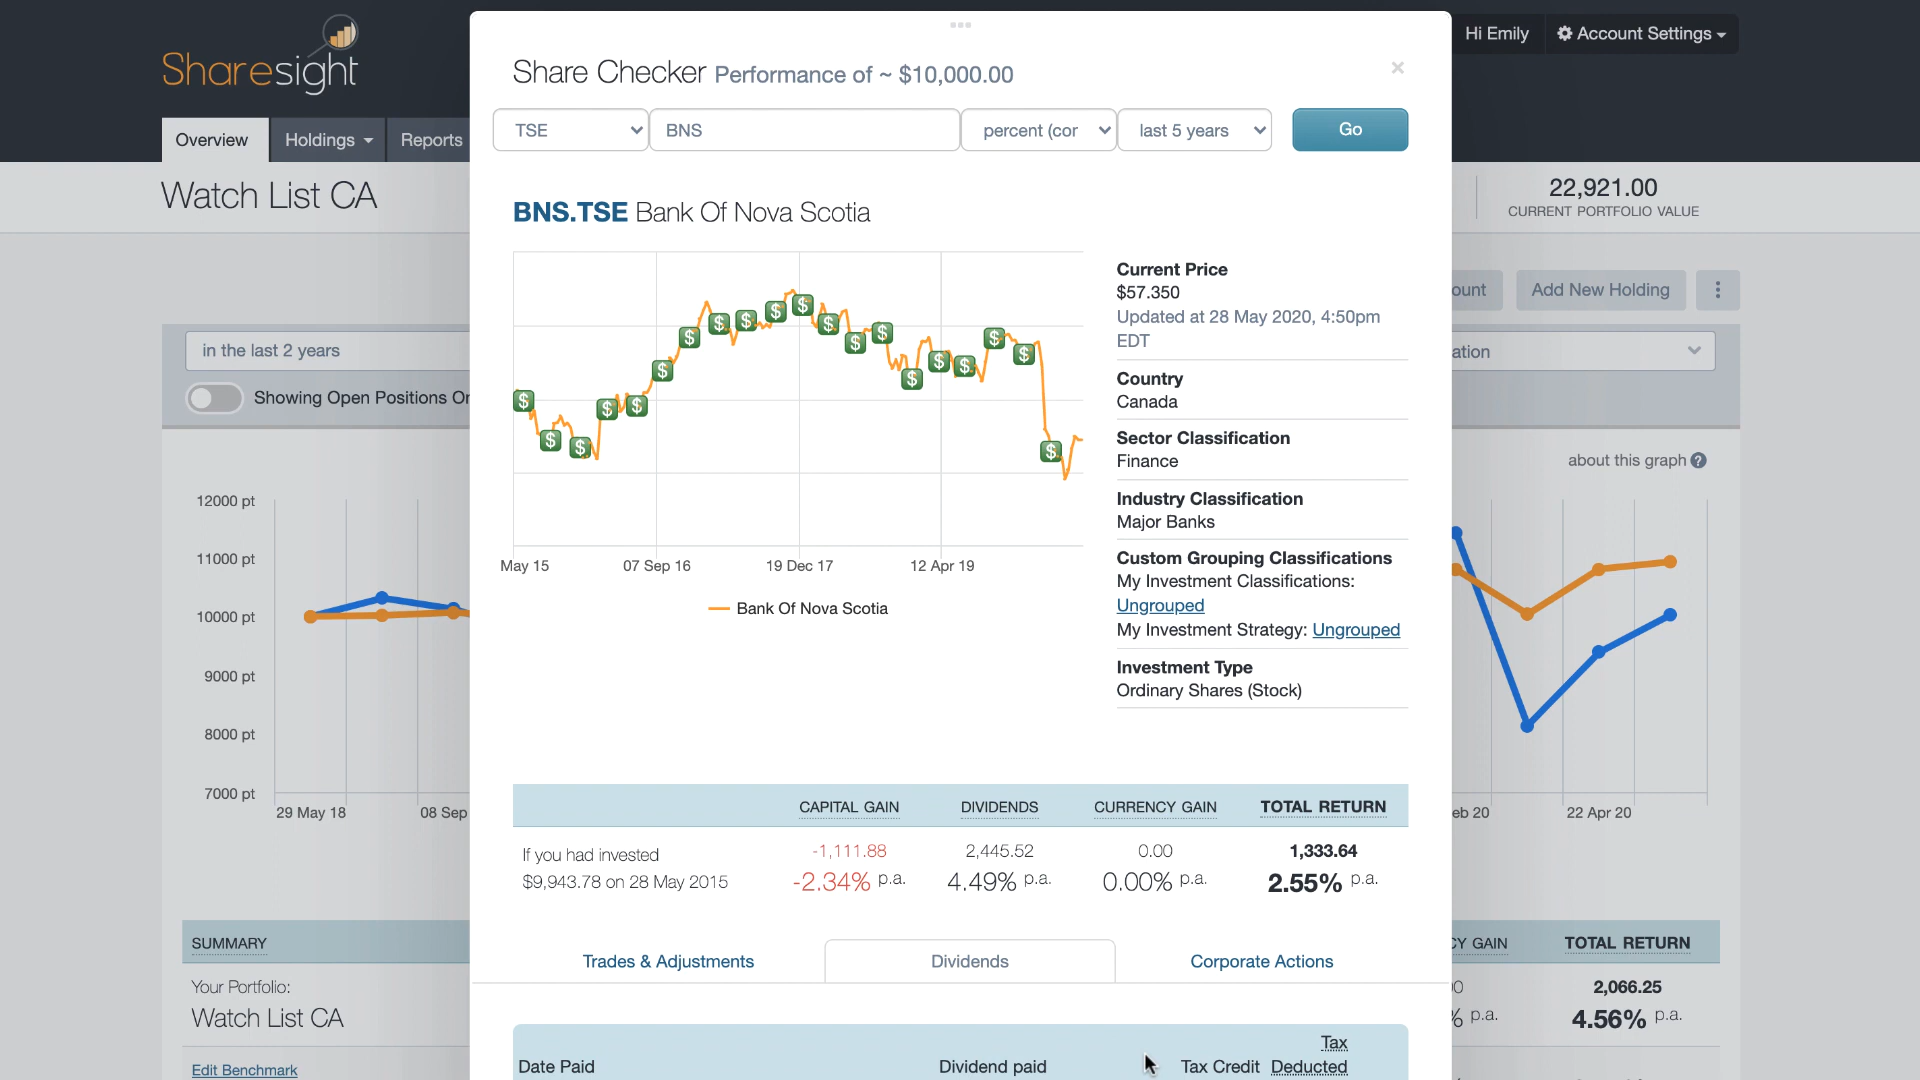 Sharesight
Hi Emily
Account Settings
Overview
Holdings
Reports
Watch List CA
22,921.00
CURRENT PORTFOLIO VALUE
Add New Holding
in the last 2 years
Showing Open Positions
about this graph
12000 pt
11000 pt
10000 pt
9000 pt
8000 pt
7000 pt
29 May 18
08 Sep
22 Apr 20
SUMMARY
Your Portfolio:
Watch List CA
Edit Benchmark
GAIN
TOTAL RETURN
2,066.25
p.a.
4.56% p.a.
Share Checker Performance of ~ $10,000.00
×
TSE
BNS
percent (cor
last 5 years
Go
BNS.TSE Bank Of Nova Scotia
$ $ $ $ $ $ $ $ $ $ $ $ $ $ $ $ $ $ $ $
May 15
07 Sep 16
19 Dec 17
12 Apr 19
Bank Of Nova Scotia
Current Price
$57.350
Updated at 28 May 2020, 4:50pm
EDT
Country
Canada
Sector Classification
Finance
Industry Classification
Major Banks
Custom Grouping Classifications
My Investment Classifications:
Ungrouped
My Investment Strategy: Ungrouped
Investment Type
Ordinary Shares (Stock)
CAPITAL GAIN
DIVIDENDS
CURRENCY GAIN
TOTAL RETURN
If you had invested
$9,943.78 on 28 May 2015
-1,111.88
2,445.52
0.00
1,333.64
-2.34% p.a.
4.49% p.a.
0.00% p.a.
2.55% p.a.
Trades & Adjustments
Dividends
Corporate Actions
Date Paid
Dividend paid
Tax Credit
Tax
Deducted